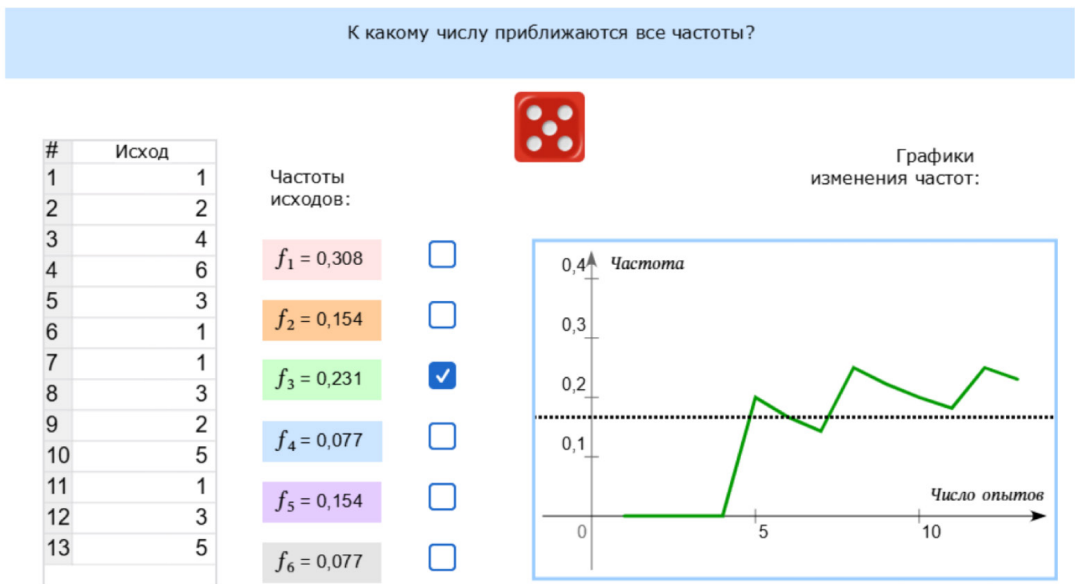 К какому числу приближаются все частоты?
# Исход
1 1
2 2
3 4
4 6
5 3
6 1
7 1
8 3
9 2
10 5
11 1
12 3
13 5
Частоты
исходов:
f₁ = 0,308
f₂ = 0,154
f₃ = 0,231
f₄ = 0,077
f₅ = 0,154
f₆ = 0,077
Графики
изменения частот:
0,4 Частота
0,3
0,2
0,1
Число опытов
0 5 10